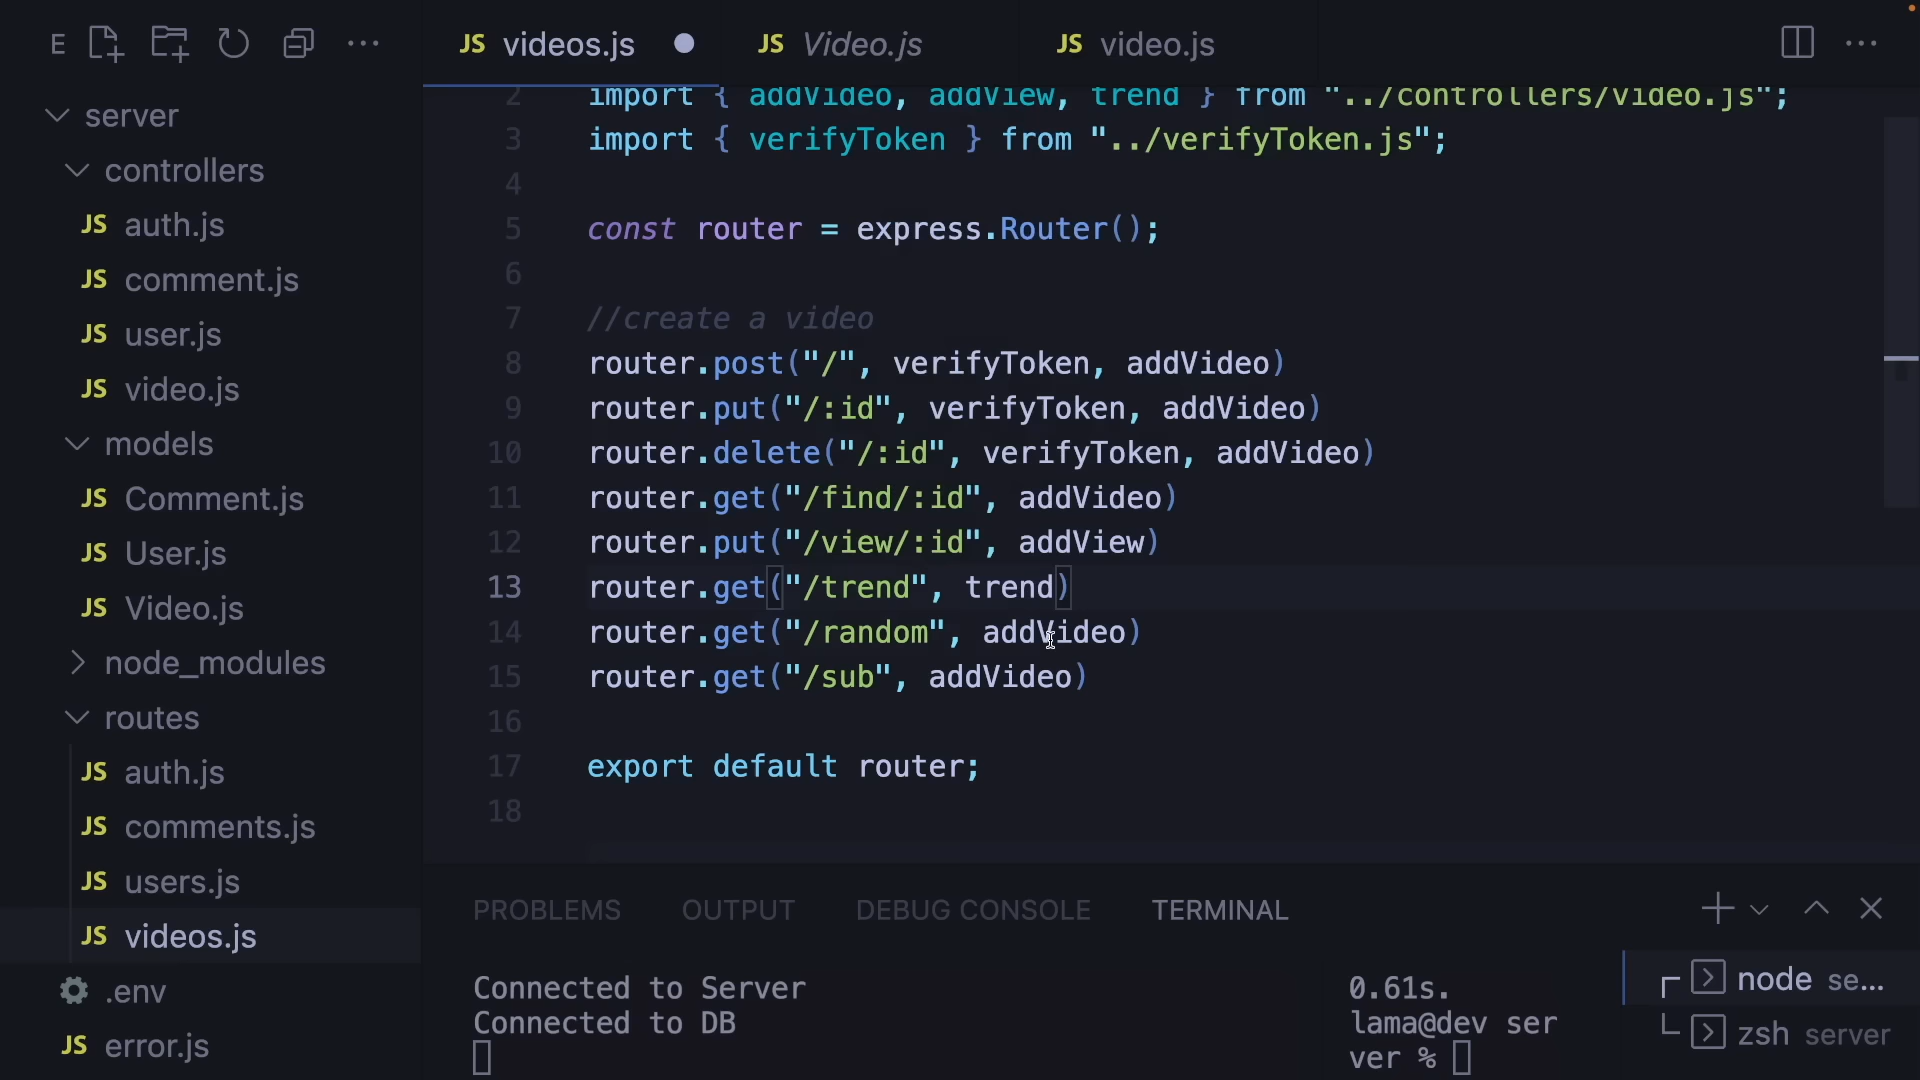 E
JS videos.js
JS Video.js
JS video.js
server
controllers
JS auth.js
JS comment.js
JS user.js
JS video.js
models
JS Comment.js
JS User.js
JS Video.js
node_modules
routes
JS auth.js
JS comments.js
JS users.js
JS videos.js
.env
JS error.js
2 import { addVideo, addView, trend } from "../controllers/video.js";
3 import { verifyToken } from "../verifyToken.js";
4
5 const router = express.Router();
6
7 //create a video
8 router.post("/", verifyToken, addVideo)
9 router.put("/:id", verifyToken, addVideo)
10 router.delete("/:id", verifyToken, addVideo)
11 router.get("/find/:id", addVideo)
12 router.put("/view/:id", addView)
13 router.get("/trend", trend)
14 router.get("/random", addVideo)
15 router.get("/sub", addVideo)
16
17 export default router;
18
PROBLEMS OUTPUT DEBUG CONSOLE TERMINAL
Connected to Server
Connected to DB
0.61s.
lama@dev ser
ver %
node se...
zsh server